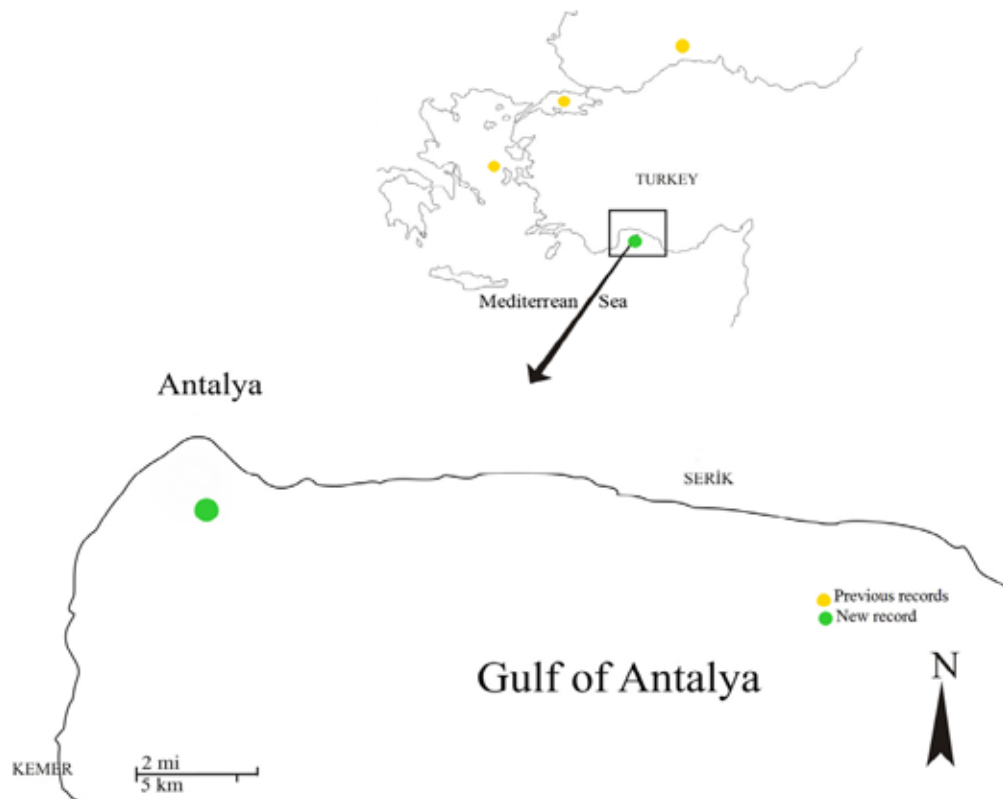 TURKEY
Mediterrean Sea
Antalya
SERİK
Previous records
New record
Gulf of Antalya
N
KEMER
2 mi
5 km